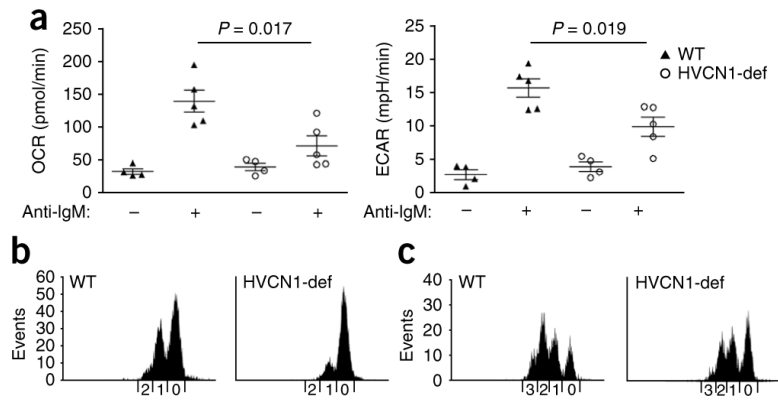 a
P = 0.017
250
200
150
100
50
0
OCR (pmol/min)
Anti-IgM: – + – +
P = 0.019
25
20
15
10
5
0
ECAR (mpH/min)
Anti-IgM: – + – +
▲ WT
○ HVCN1-def
b
WT
60
50
40
30
20
10
0
Events
2 1 0
HVCN1-def
2 1 0
c
WT
40
30
20
10
0
Events
3 2 1 0
HVCN1-def
3 2 1 0